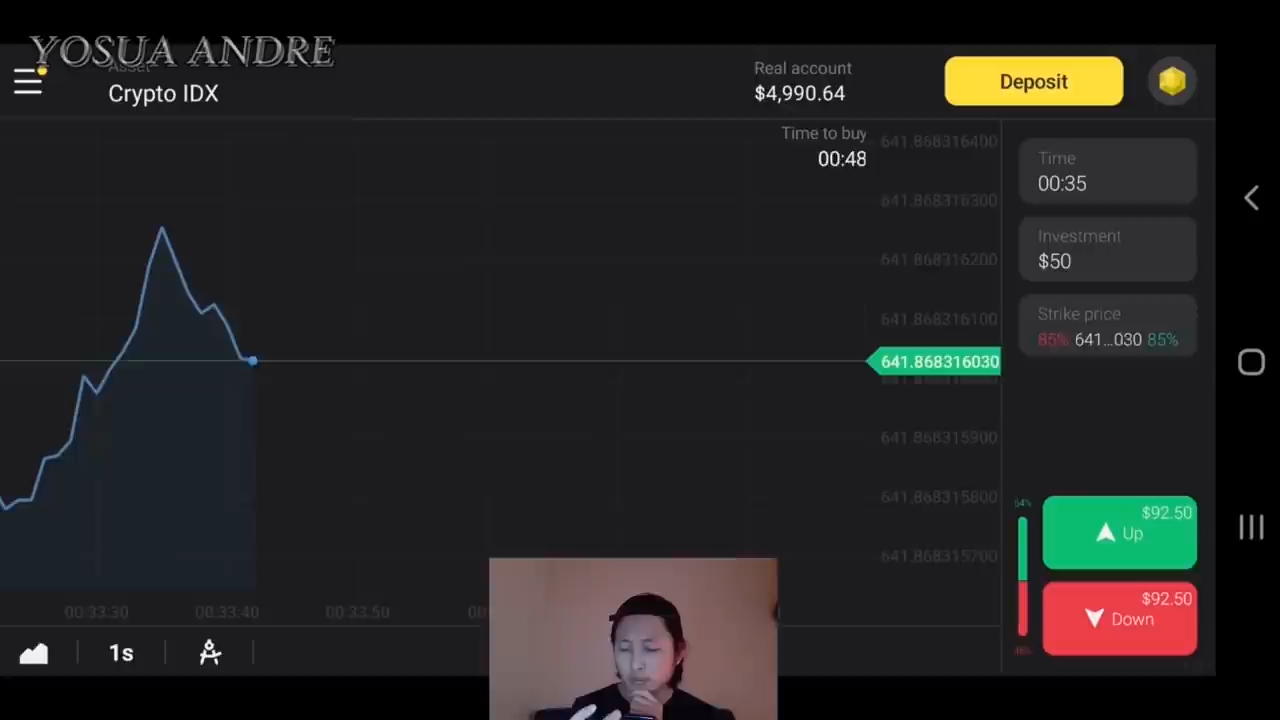 YOSUA ANDRE
Asset
Crypto IDX
Real account
$4,990.64
Deposit
Time to buy
00:48
641.868316400
641.868316300
641.868316200
641.868316100
641.868316030
641.868315900
641.868315800
641.868315700
Time
00:35
Investment
$50
Strike price
85% 641...030 85%
54%
$92.50
Up
$92.50
Down
46%
00:33:30
00:33:40
00:33:50
1s